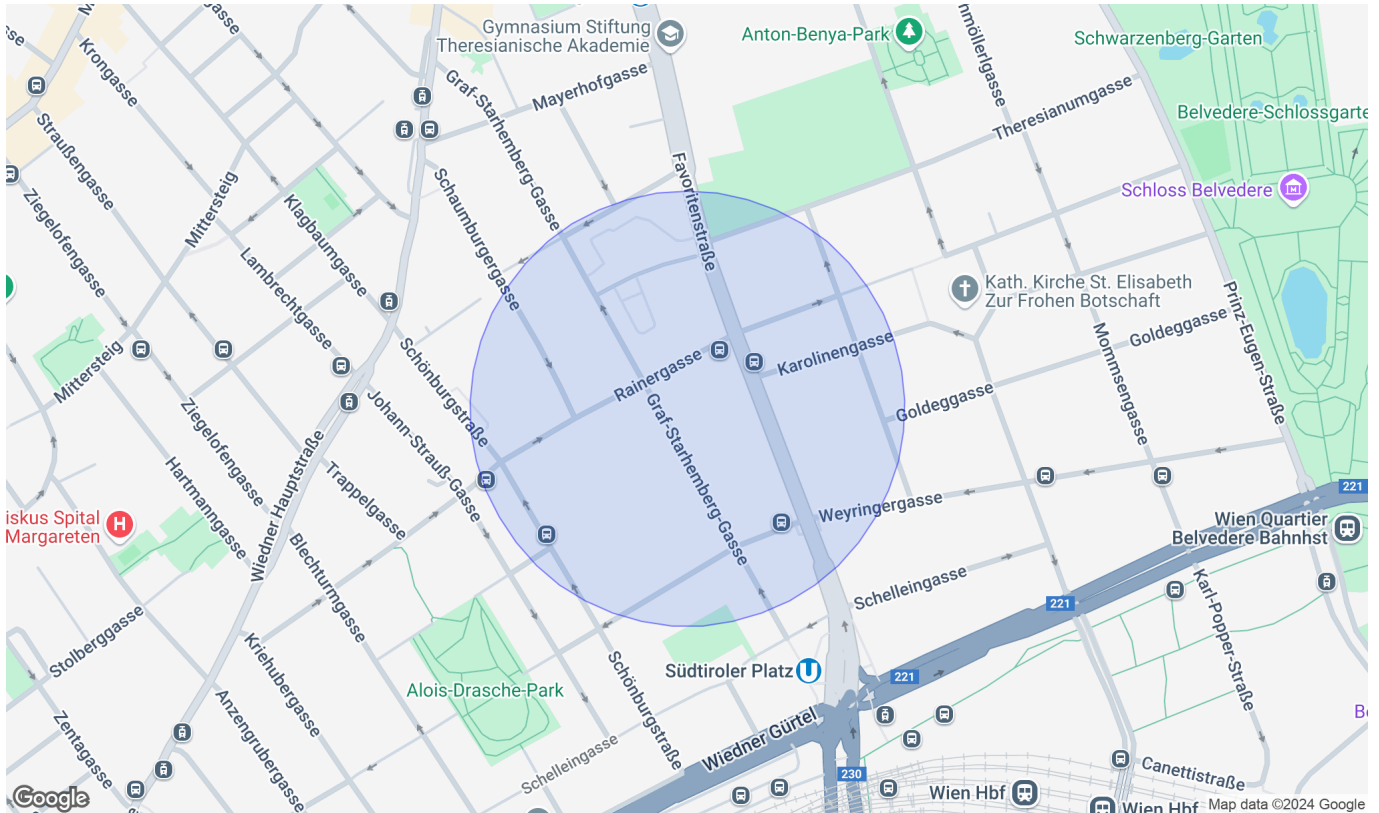 Gymnasium Stiftung
Theresianische Akademie
Anton-Benya-Park
Schwarzenberg-Garten
Krongasse
Mayerhofgasse
Graf-Starhemberg-Gasse
Theresianumgasse
Belvedere-Schlossgarte
Straußengasse
Favoritenstraße
Schaumburgergasse
Schloss Belvedere
Mittersteig
Klagbaumgasse
Ziegelofengasse
Lambrechtgasse
Kath. Kirche St. Elisabeth
Zur Frohen Botschaft
Prinz-Eugen-Straße
Mommsengasse
Goldeggasse
Schönburgstraße
Karolinengasse
Rainergasse
Mittersteig
Johann-Strauß-Gasse
Goldeggasse
Ziegelofengasse
Graf-Starhemberg-Gasse
Wiedner Hauptstraße
Trappelgasse
Hartmanngasse
Weyringergasse
221
iskus Spital
Margareten
H
Wien Quartier
Belvedere Bahnhst
Blechturmgasse
Schelleingasse
Karl-Popper-Straße
221
Stolberggasse
Kriehubergasse
Südtiroler Platz
U
221
Alois-Drasche-Park
Schönburgstraße
Anzengrubergasse
Zentagasse
Wiedner Gürtel
Schelleingasse
230
Canettistraße
Wien Hbf
Wien Hbf
Google
Map data ©2024 Google